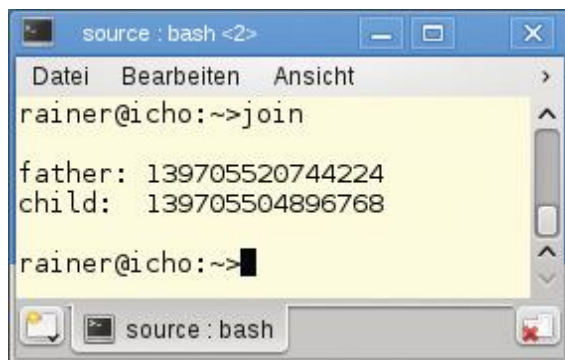 source : bash <2>
Datei Bearbeiten Ansicht
rainer@icho:~>join
father: 139705520744224
child: 139705504896768
rainer@icho:~>
source : bash